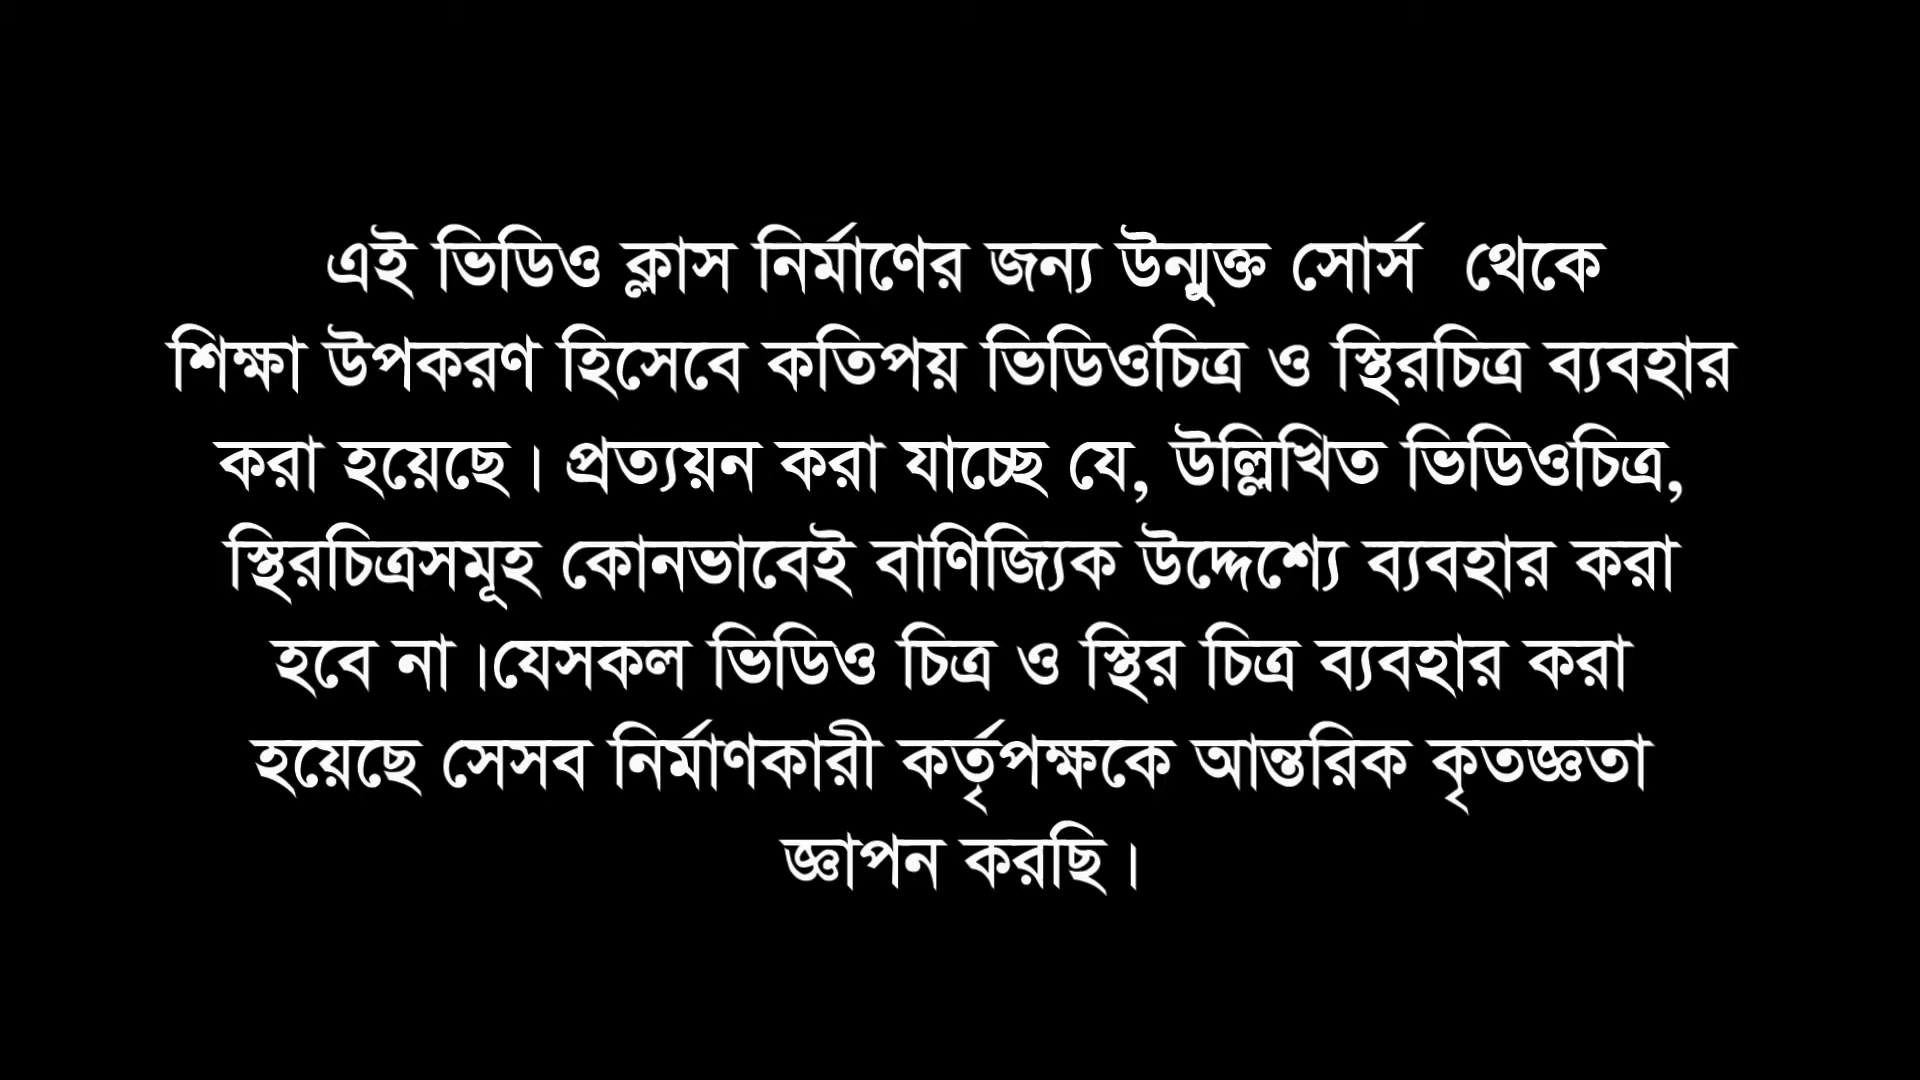 এই ভিডিও ক্লাস নির্মাণের জন্য উন্মুক্ত সোর্স থেকে
শিক্ষা উপকরণ হিসেবে কতিপয় ভিডিওচিত্র ও স্থিরচিত্র ব্যবহার
করা হয়েছে। প্রত্যয়ন করা যাচ্ছে যে, উল্লিখিত ভিডিওচিত্র,
স্থিরচিত্রসমূহ কোনভাবেই বাণিজ্যিক উদ্দেশ্যে ব্যবহার করা
হবে না।যেসকল ভিডিও চিত্র ও স্থির চিত্র ব্যবহার করা
হয়েছে সেসব নির্মাণকারী কর্তৃপক্ষকে আন্তরিক কৃতজ্ঞতা
জ্ঞাপন করছি।